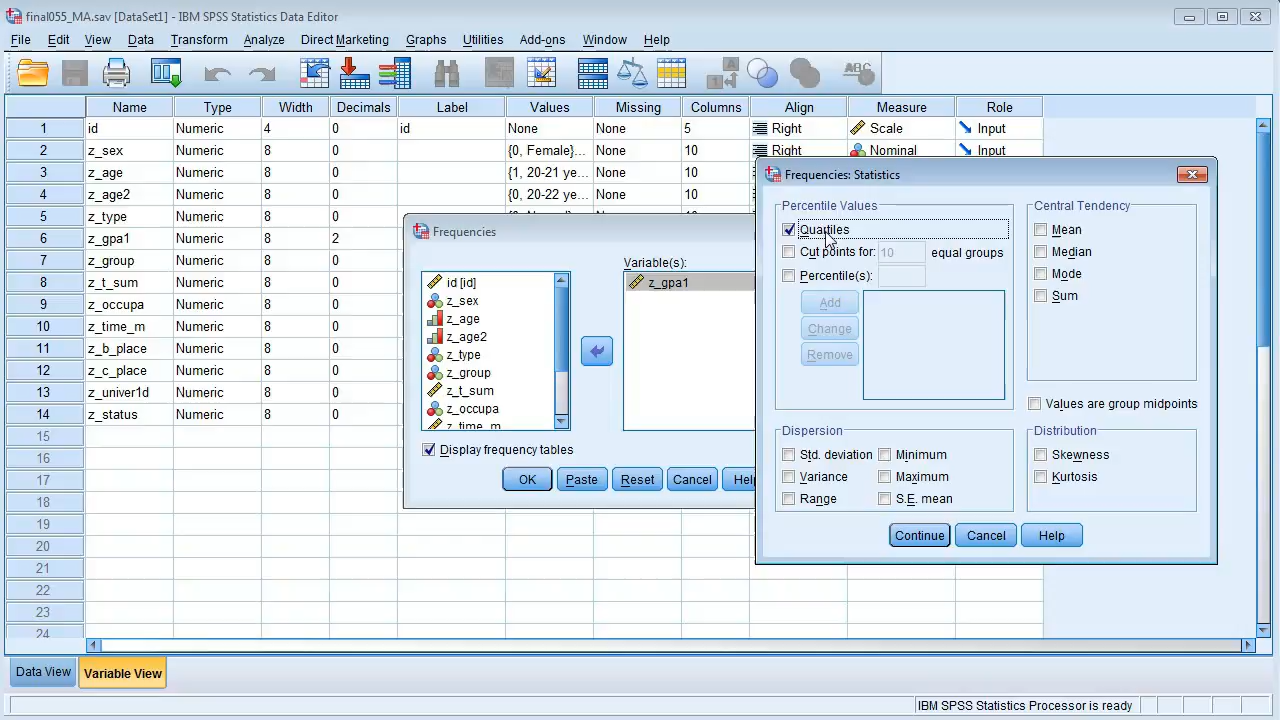 final055_MA.sav [DataSet1] - IBM SPSS Statistics Data Editor
File Edit View Data Transform Analyze Direct Marketing Graphs Utilities Add-ons Window Help
Name Type Width Decimals Label Values Missing Columns Align Measure Role
1 id Numeric 4 0 id None None 5 Right Scale Input
2 z_sex Numeric 8 0 {0, Female}... None 10 Right Nominal Input
3 z_age Numeric 8 0 {1, 20-21 ye... None 10
4 z_age2 Numeric 8 0 {0, 20-22 ye... None 10
5 z_type Numeric 8 0
6 z_gpa1 Numeric 8 2
7 z_group Numeric 8 0
8 z_t_sum Numeric 8 0
9 z_occupa Numeric 8 0
10 z_time_m Numeric 8 0
11 z_b_place Numeric 8 0
12 z_c_place Numeric 8 0
13 z_univer1d Numeric 8 0
14 z_status Numeric 8 0
15
16
17
18
19
20
21
22
23
24
Frequencies
id [id]
z_sex
z_age
z_age2
z_type
z_group
z_t_sum
z_occupa
z_time_m
Variable(s):
z_gpa1
Display frequency tables
OK Paste Reset Cancel Help
Frequencies: Statistics
Percentile Values
Quartiles
Cut points for: 10 equal groups
Percentile(s):
Add
Change
Remove
Central Tendency
Mean
Median
Mode
Sum
Values are group midpoints
Dispersion
Std. deviation Minimum
Variance Maximum
Range S.E. mean
Distribution
Skewness
Kurtosis
Continue Cancel Help
Data View Variable View
IBM SPSS Statistics Processor is ready